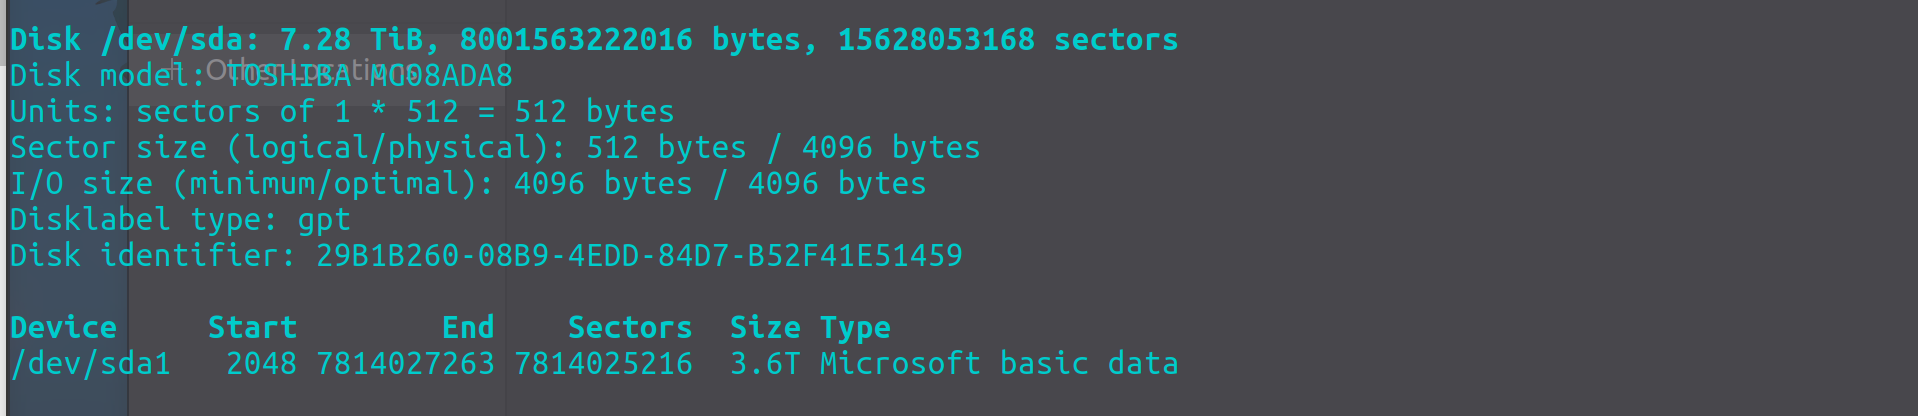 Disk /dev/sda: 7.28 TiB, 8001563222016 bytes, 15628053168 sectors
+ Other Locations
Disk model: TOSHIBA MG08ADA8
Units: sectors of 1 * 512 = 512 bytes
Sector size (logical/physical): 512 bytes / 4096 bytes
I/O size (minimum/optimal): 4096 bytes / 4096 bytes
Disklabel type: gpt
Disk identifier: 29B1B260-08B9-4EDD-84D7-B52F41E51459
Device Start End Sectors Size Type
/dev/sda1 2048 7814027263 7814025216 3.6T Microsoft basic data